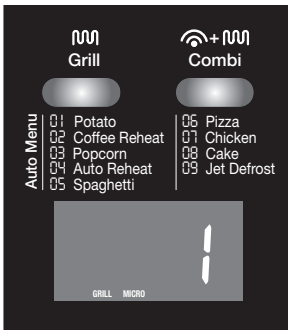 Grill
+
Combi
Auto Menu
01 Potato
02 Coffee Reheat
03 Popcorn
04 Auto Reheat
05 Spaghetti
06 Pizza
07 Chicken
08 Cake
09 Jet Defrost
1
GRILL MICRO